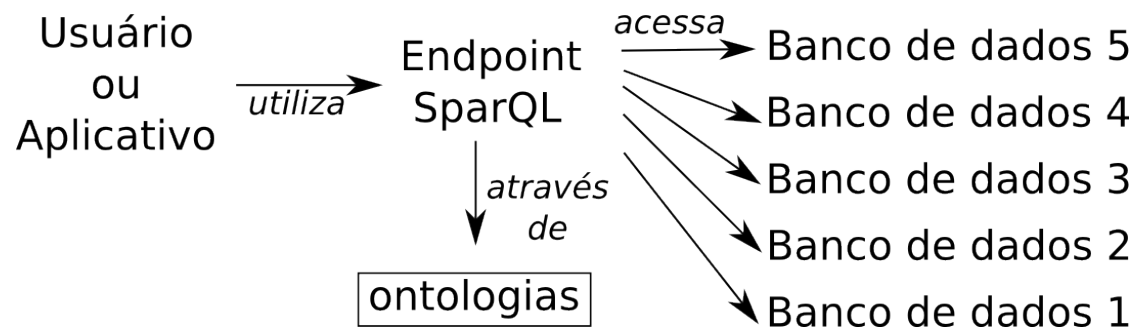 Usuário
ou
Aplicativo
utiliza
Endpoint
SparQL
através
de
ontologias
acessa
Banco de dados 5
Banco de dados 4
Banco de dados 3
Banco de dados 2
Banco de dados 1